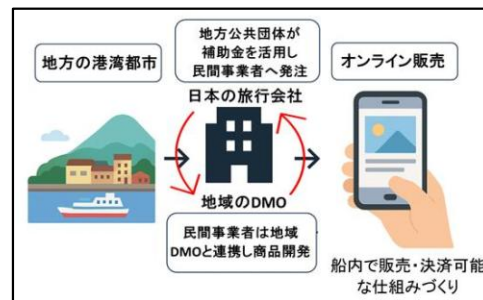 地方の港湾都市
地方公共団体が
補助金を活用し
民間事業者へ発注
日本の旅行会社
地域のDMO
民間事業者は地域
DMOと連携し商品開発
オンライン販売
船内で販売・決済可能
な仕組みづくり